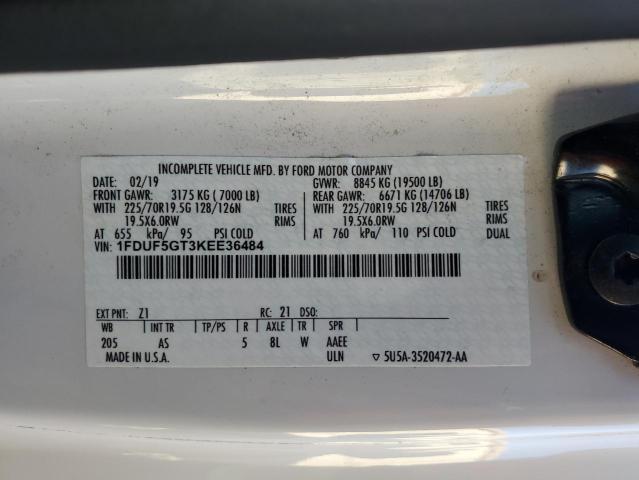 INCOMPLETE VEHICLE MFD. BY FORD MOTOR COMPANY
DATE: 02/19 GVWR: 8845 KG (19500 LB)
FRONT GAWR: 3175 KG ( 7000 LB) REAR GAWR: 6671 KG (14706 LB)
WITH 225/70R19.5G 128/126N TIRES WITH 225/70R19.5G 128/126N TIRES
19.5X6.0RW RIMS 19.5X6.0RW RIMS
AT 655 kPa/ 95 PSI COLD AT 760 kPa/ 110 PSI COLD DUAL
VIN: 1FDUF5GT3KEE36484
EXT PNT: Z1 RC: 21 DSO:
WB INT TR TP/PS R AXLE TR SPR
205 AS 5 8L W AAEE
MADE IN U.S.A. ULN ▽ 5U5A-3520472-AA